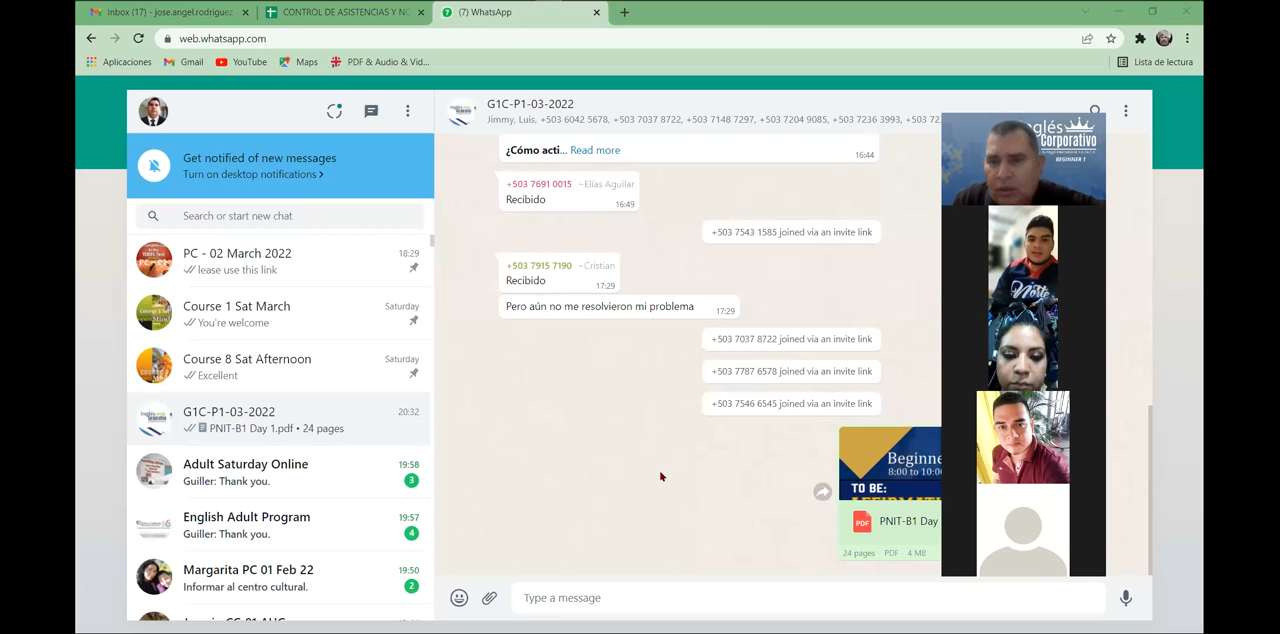 Inbox (17) - jose.angel.rodriguez
CONTROL DE ASISTENCIAS Y NO
(7) WhatsApp
web.whatsapp.com
Aplicaciones
Gmail
YouTube
Maps
PDF & Audio & Vid...
Lista de lectura
Get notified of new messages
Turn on desktop notifications >
Search or start new chat
PC - 02 March 2022
18:29
lease use this link
Course 1 Sat March
Saturday
You're welcome
Course 8 Sat Afternoon
Saturday
Excellent
G1C-P1-03-2022
20:32
PNIT-B1 Day 1.pdf • 24 pages
Adult Saturday Online
19:58
Guiller: Thank you.
3
English Adult Program
19:57
Guiller: Thank you.
4
Margarita PC 01 Feb 22
19:50
Informar al centro cultural.
2
G1C-P1-03-2022
Jimmy, Luis, +503 6042 5678, +503 7037 8722, +503 7148 7297, +503 7204 9085, +503 7236 3993, +503 72
¿Cómo acti... Read more
16:44
+503 7691 0015 ~Elías Aguilar
Recibido
16:49
+503 7543 1585 joined via an invite link
+503 7915 7190 ~Cristian
Recibido
17:29
Pero aún no me resolvieron mi problema
17:29
+503 7037 8722 joined via an invite link
+503 7787 6578 joined via an invite link
+503 7546 6545 joined via an invite link
Beginne
8:00 to 10:00
TO BE:
PDF
PNIT-B1 Day
24 pages PDF 4 MB
Type a message
Inglés
Corporativo
BEGINNER 1
Norte